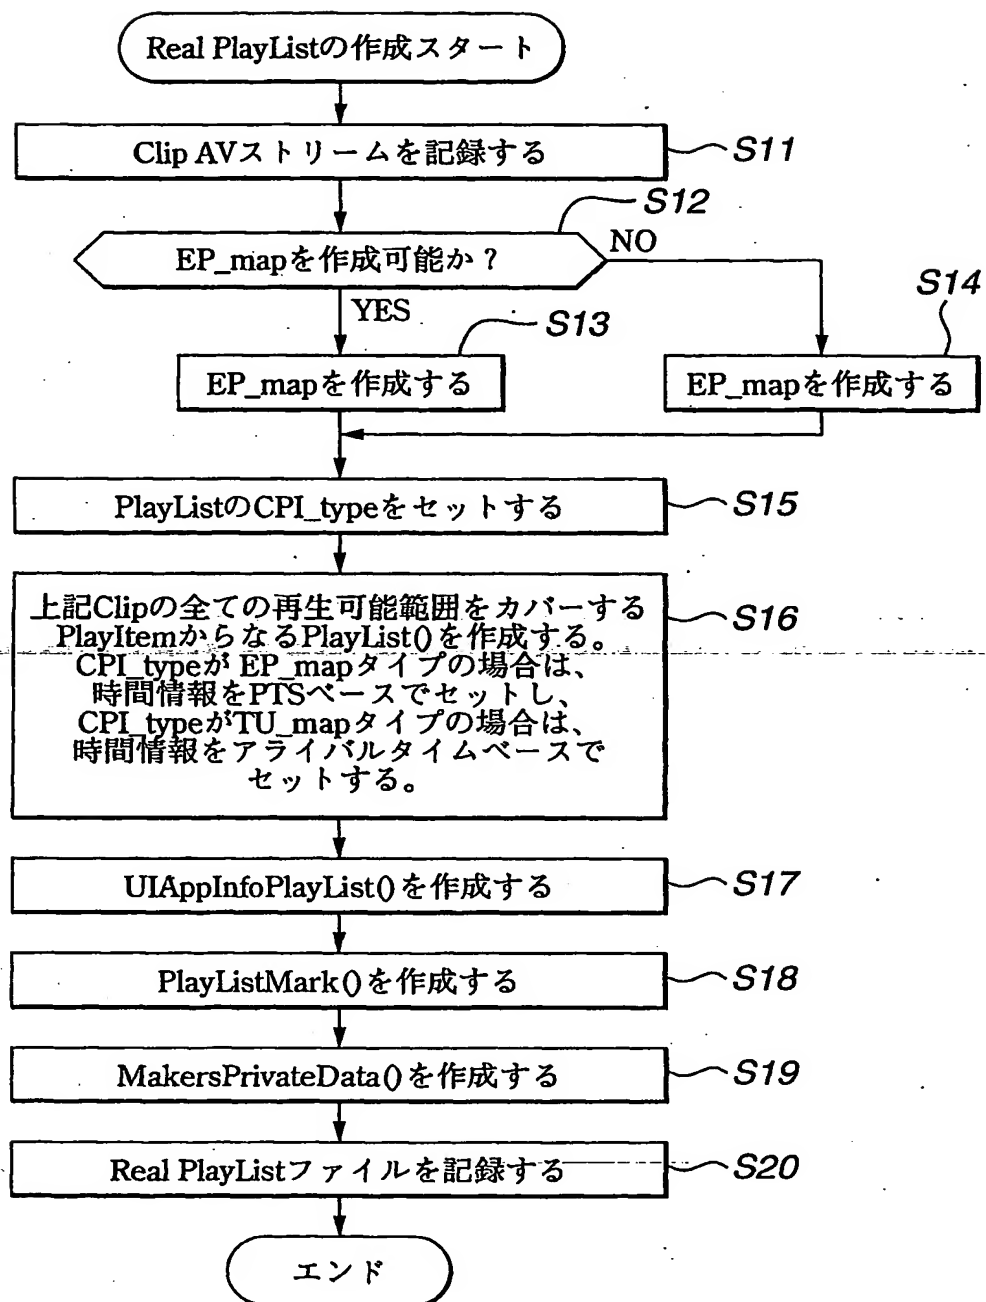 Real PlayListの作成スタート
Clip AVストリームを記録する
S11
S12
EP_mapを作成可能か？
NO
YES
S13
S14
EP_mapを作成する
EP_mapを作成する
PlayListのCPI_typeをセットする
S15
上記Clipの全ての再生可能範囲をカバーする
PlayItemからなるPlayList()を作成する。
CPI_typeが EP_mapタイプの場合は、
時間情報をPTSベースでセットし、
CPI_typeがTU_mapタイプの場合は、
時間情報をアライバルタイムベースで
セットする。
S16
UIAppInfoPlayList()を作成する
S17
PlayListMark()を作成する
S18
MakersPrivateData()を作成する
S19
Real PlayListファイルを記録する
S20
エンド